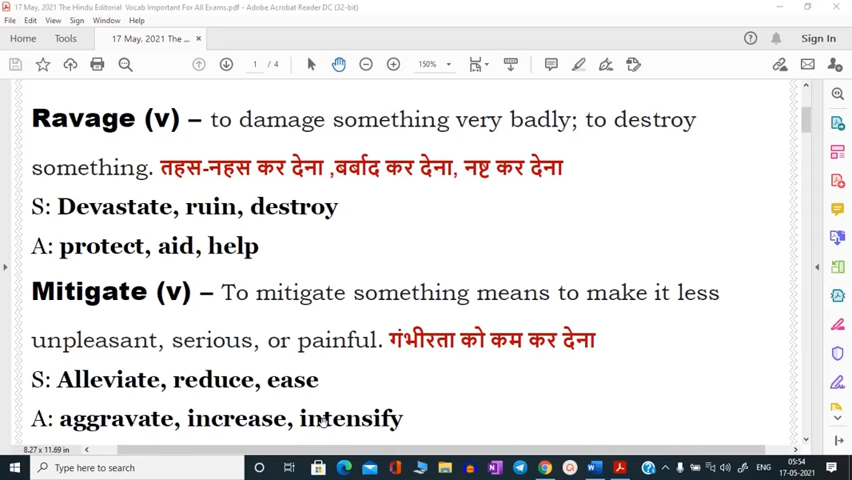 17 May, 2021 The Hindu Editorial Vocab Important For All Exams.pdf - Adobe Acrobat Reader DC (32-bit)
File Edit View Sign Window Help
Home Tools 17 May, 2021 The ... × Sign In
1 / 4 150%
Ravage (v) – to damage something very badly; to destroy
something. तहस-नहस कर देना ,बर्बाद कर देना, नष्ट कर देना
S: Devastate, ruin, destroy
A: protect, aid, help
Mitigate (v) – To mitigate something means to make it less
unpleasant, serious, or painful. गंभीरता को कम कर देना
S: Alleviate, reduce, ease
A: aggravate, increase, intensify
8.27 x 11.69 in
Type here to search ENG 05:54
17-05-2021